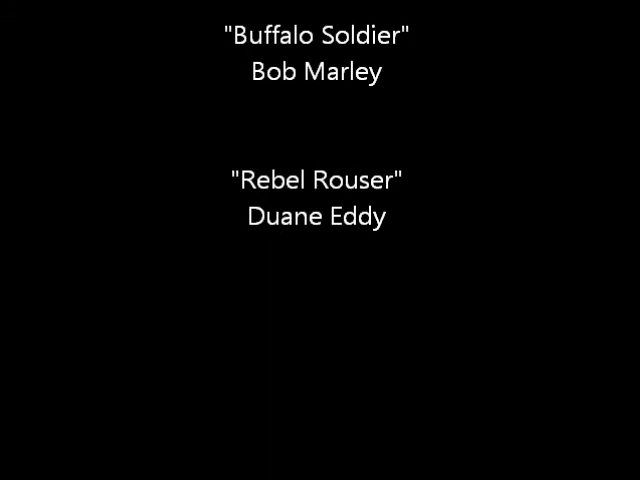 "Buffalo Soldier"
Bob Marley
"Rebel Rouser"
Duane Eddy